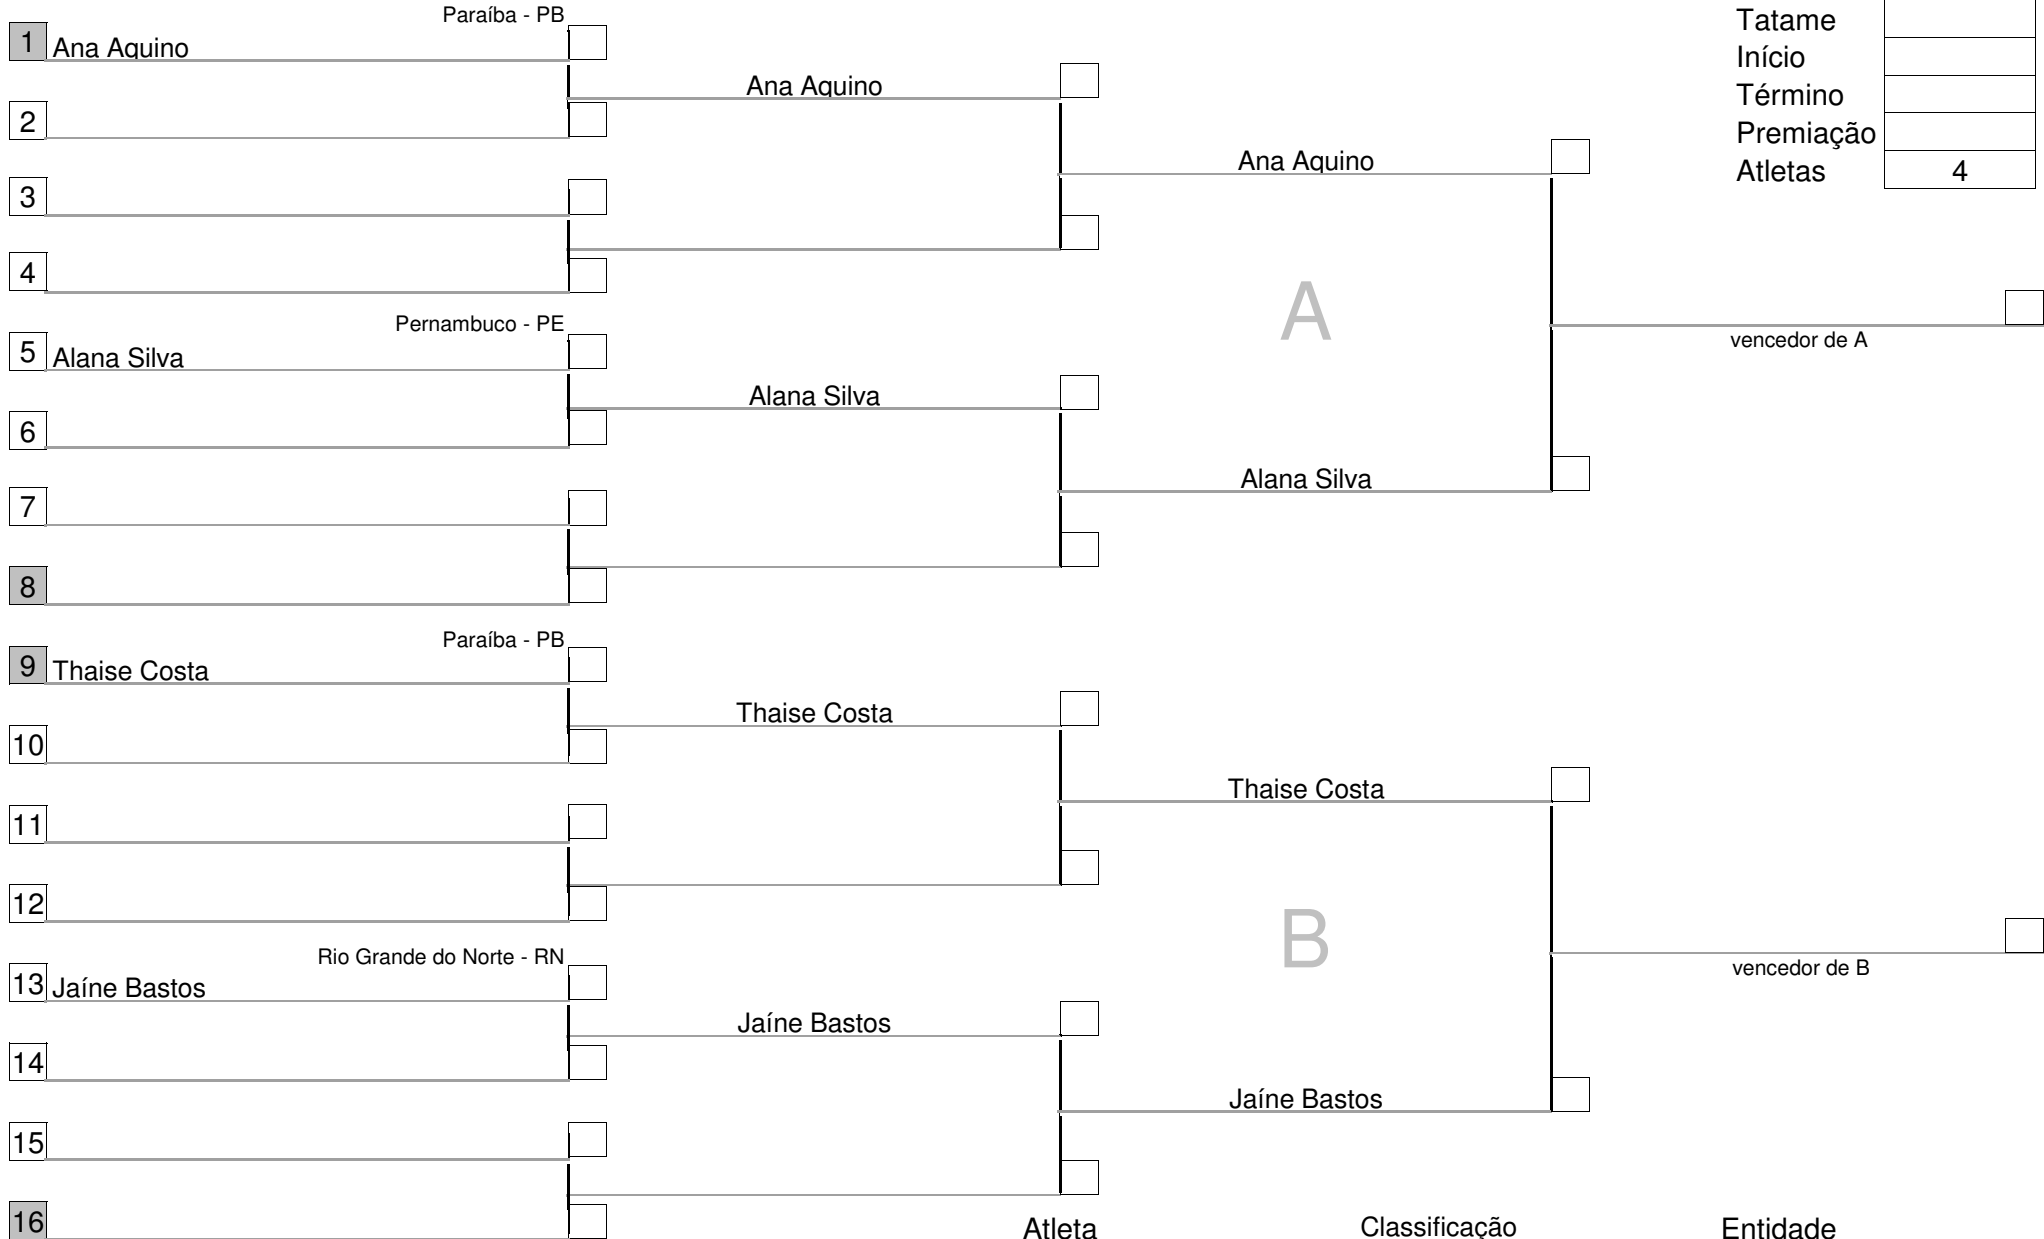 Paraíba - PB
Tatame
1 Ana Aquino
Início
Ana Aquino
Término
2
Premiação
Ana Aquino
Atletas 4
3
4
A
Pernambuco - PE
vencedor de A
5 Alana Silva
Alana Silva
6
Alana Silva
7
8
Paraíba - PB
9 Thaise Costa
Thaise Costa
10
Thaise Costa
11
12
B
Rio Grande do Norte - RN
vencedor de B
13 Jaíne Bastos
Jaíne Bastos
14
Jaíne Bastos
15
16
Atleta Classificação Entidade